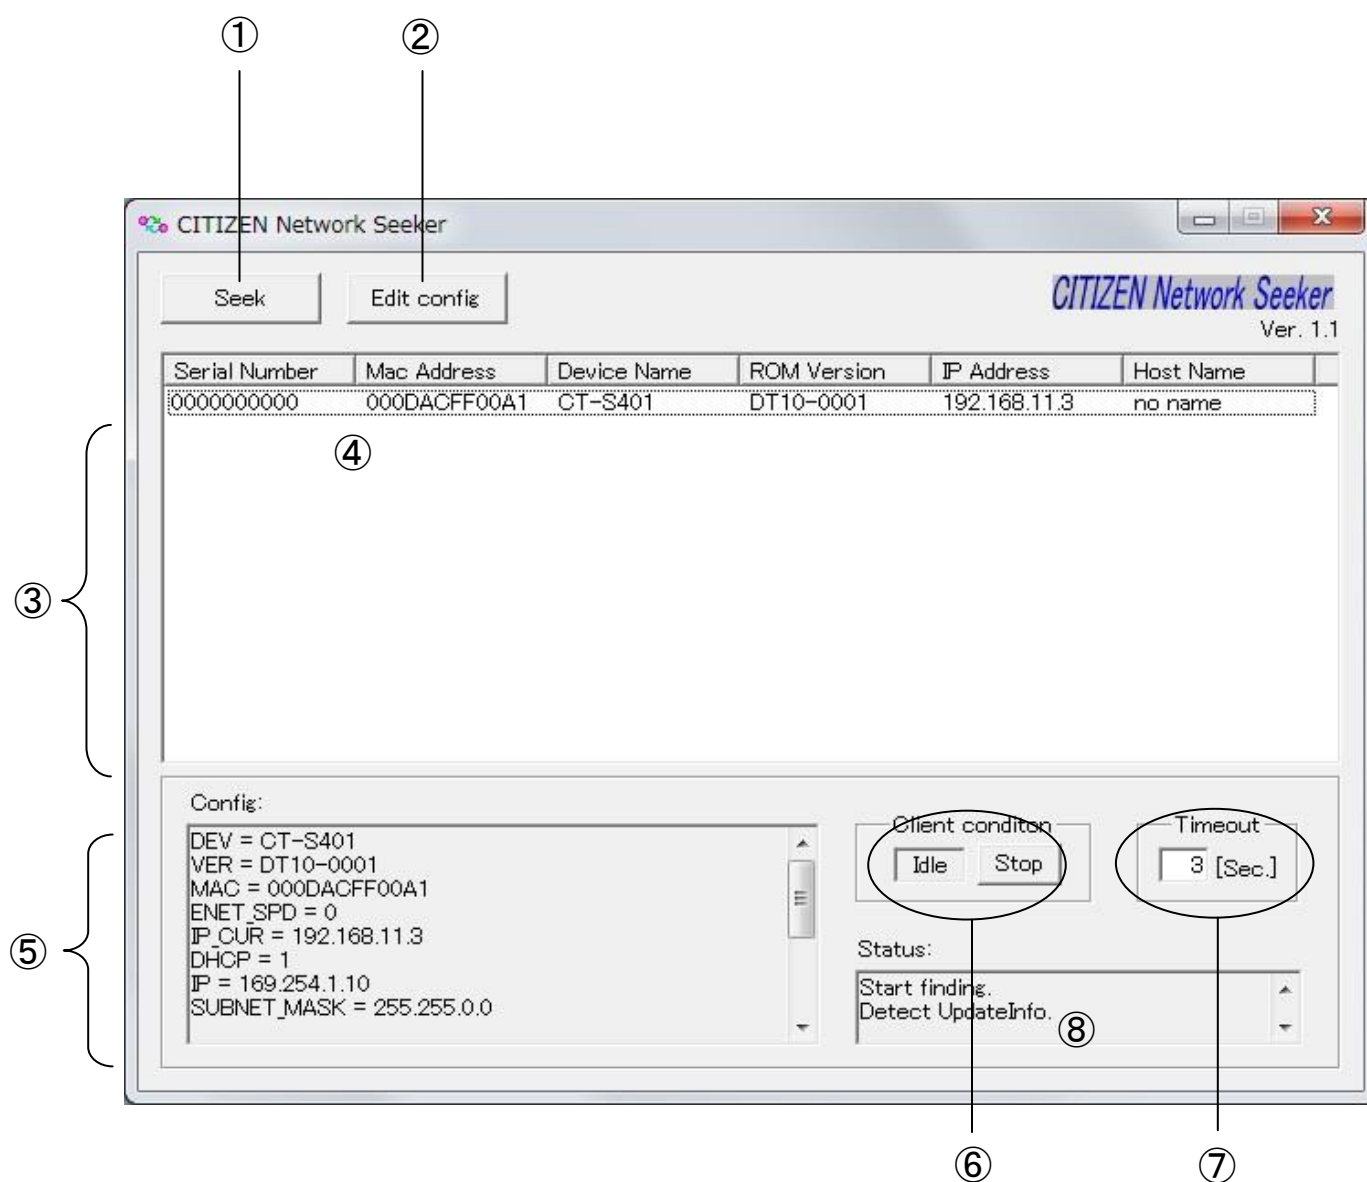 ① ②
CITIZEN Network Seeker
Seek Edit config CITIZEN Network Seeker
Ver. 1.1
Serial Number Mac Address Device Name ROM Version IP Address Host Name
0000000000 000DACFF00A1 CT-S401 DT10-0001 192.168.11.3 no name
④
③
Config:
DEV = CT-S401
VER = DT10-0001
MAC = 000DACFF00A1
ENET_SPD = 0
IP_CUR = 192.168.11.3
DHCP = 1
IP = 169.254.1.10
SUBNET_MASK = 255.255.0.0
⑤
Client conditon
Idle Stop
Timeout
3 [Sec.]
Status:
Start finding.
Detect UpdateInfo.
⑧
⑥ ⑦